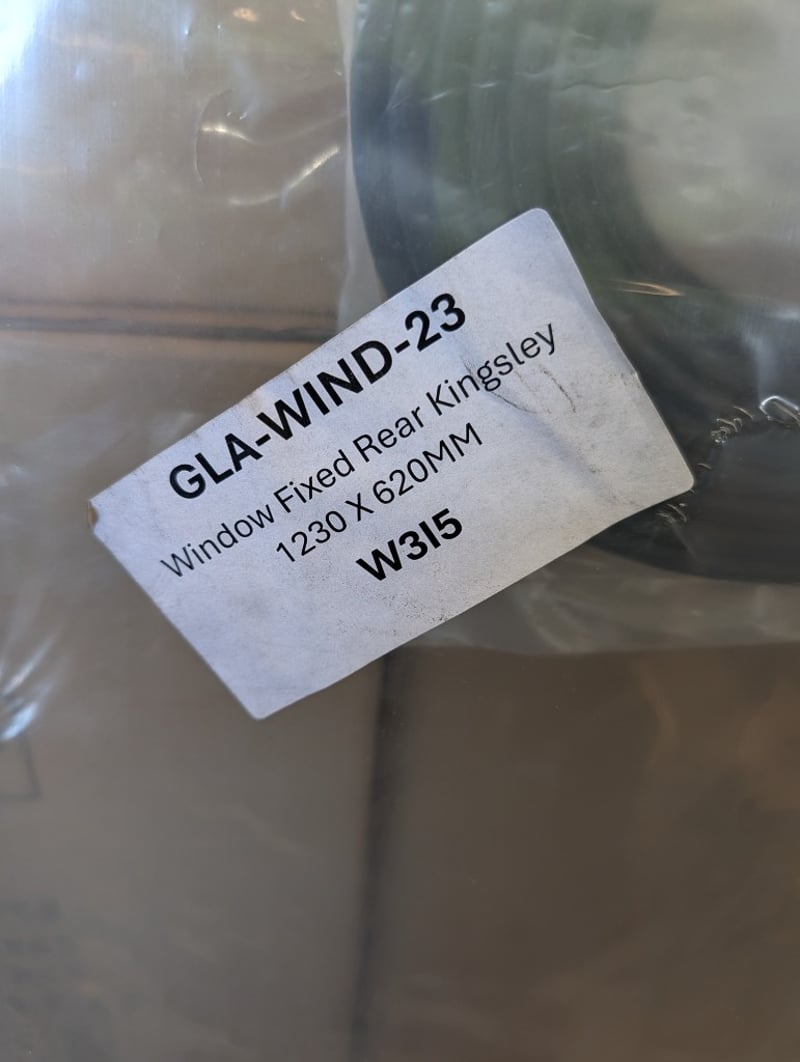 GLA-WIND-23
Window Fixed Rear Kingsley
1230 X 620MM
W3I5